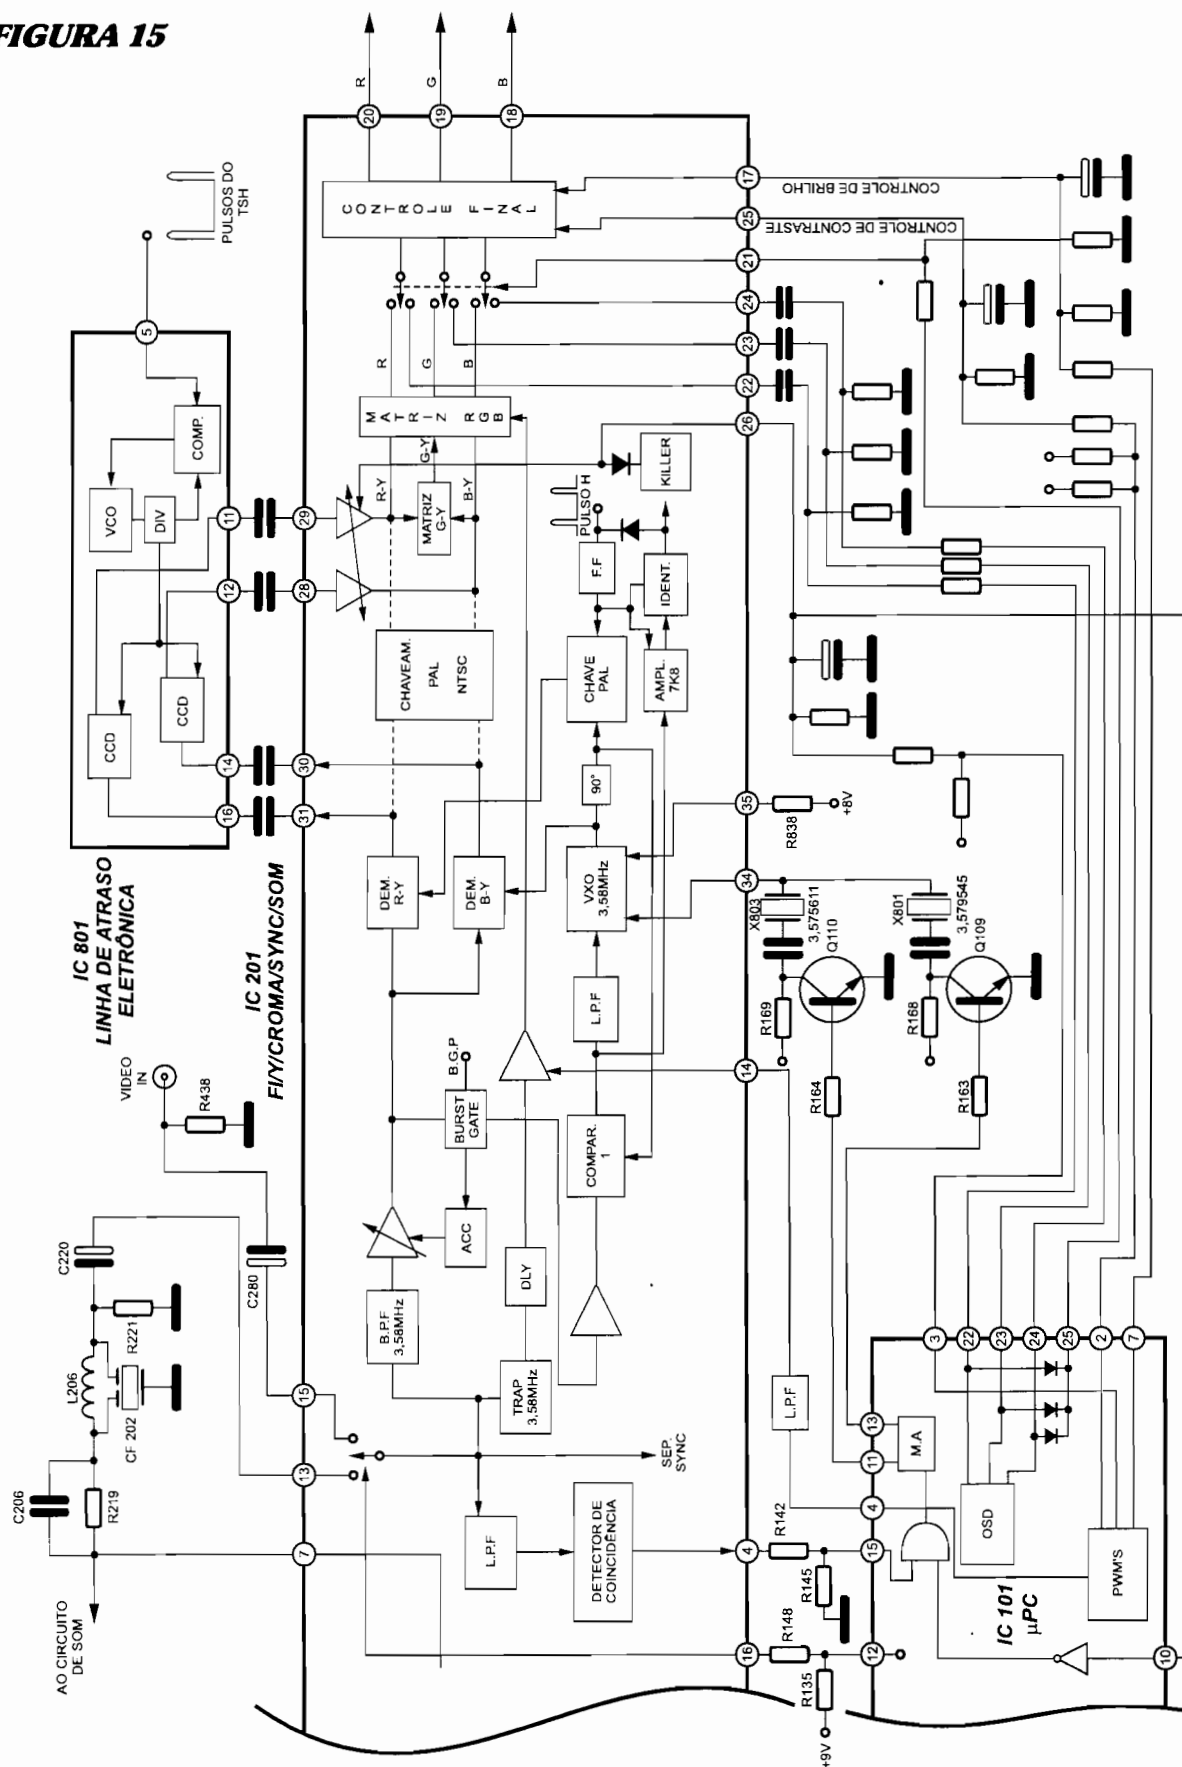 FIGURA 15
R
G
B
20
19
18
PULSOS DO
TSH
5
COMP.
VCO
DIV
CCD
CCD
11
12
14
16
IC 801
LINHA DE ATRASO
ELETRÔNICA
IC 201
FI/Y/CROMA/SYNC/SOM
29
28
30
31
CONTROLE FINAL
17
CONTROLE DE BRILHO
25
CONTROLE DE CONTRASTE
21
24
23
22
26
R
G
B
MATRIZ RGB
R-Y
G-Y
B-Y
MATRIZ
G-Y
CHAVEAM.
PAL
NTSC
PULSO H
KILLER
F.F
IDENT.
CHAVE
PAL
AMPL.
7K8
90°
DEM.
R-Y
DEM.
B-Y
VXO
3,58MHz
L.P.F
35
R838
+8V
34
X803
3,575611
Q110
X801
3,579545
Q109
R169
R168
R164
R163
14
VIDEO
IN
R438
B.G.P
BURST
GATE
ACC
COMPAR.
1
DLY
B.P.F
3,58MHz
TRAP
3,58MHz
C220
C280
R221
L206
CF 202
C206
R219
15
13
7
AO CIRCUITO
DE SOM
SEP.
SYNC
L.P.F
DETECTOR DE
COINCIDÊNCIA
4
16
L.P.F
R142
R145
R148
R135
+9V
3
22
23
24
25
2
7
13
11
4
15
12
10
M.A
OSD
PWM'S
IC 101
µPC